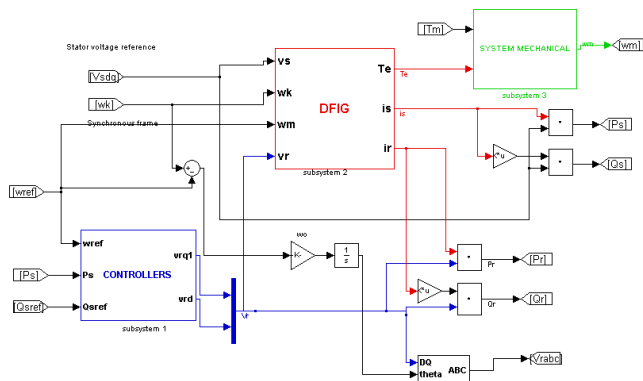 [Tm]
SYSTEM MECHANICAL
wm
[wm]
subsystem 3
Stator voltage reference
[Vsdq]
[wk]
Synchronous frame
vs
wk
wm
vr
DFIG
Te
is
ir
Te
is
subsystem 2
[Ps]
[Qs]
[wref]
[Ps]
[Qsref]
wref
Ps
Qsref
CONTROLLERS
vrq1
vrd
subsystem 1
Vr
wo
K-
1
s
u
u
Pr
[Pr]
Qr
[Qr]
DQ
theta
ABC
[Vrabc]